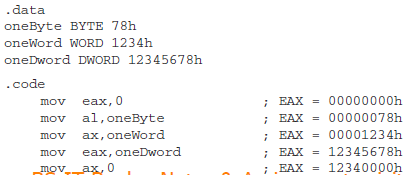 .data
oneByte BYTE 78h
oneWord WORD 1234h
oneDword DWORD 12345678h
.code
mov eax,0 ; EAX = 00000000h
mov al,oneByte ; EAX = 00000078h
mov ax,oneWord ; EAX = 00001234h
mov eax,oneDword ; EAX = 12345678h
mov ax,0 ; EAX = 12340000h